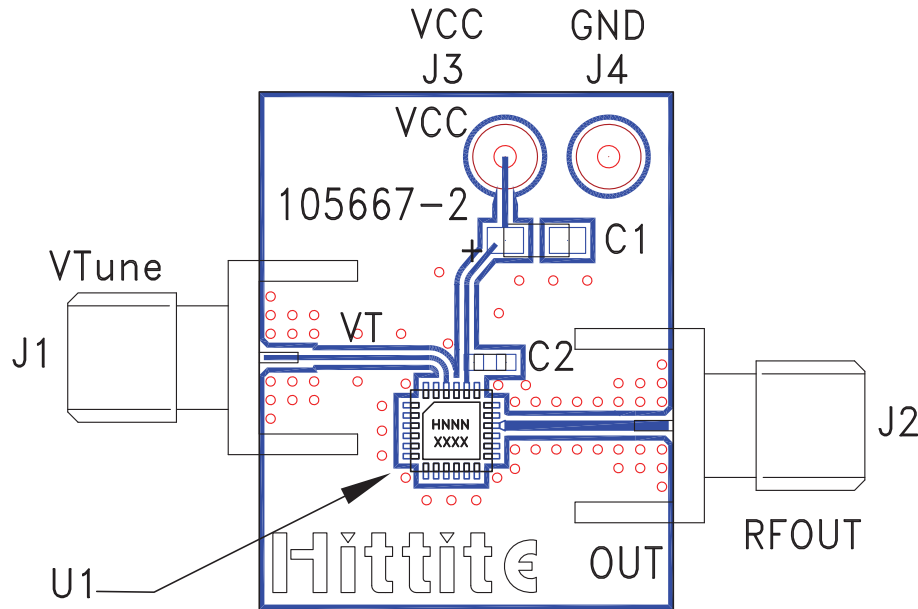 VCC
GND
J3
J4
VCC
105667-2
+
C1
VTune
VT
J1
C2
HNNN
XXXX
J2
RFOUT
OUT
Hittite
U1